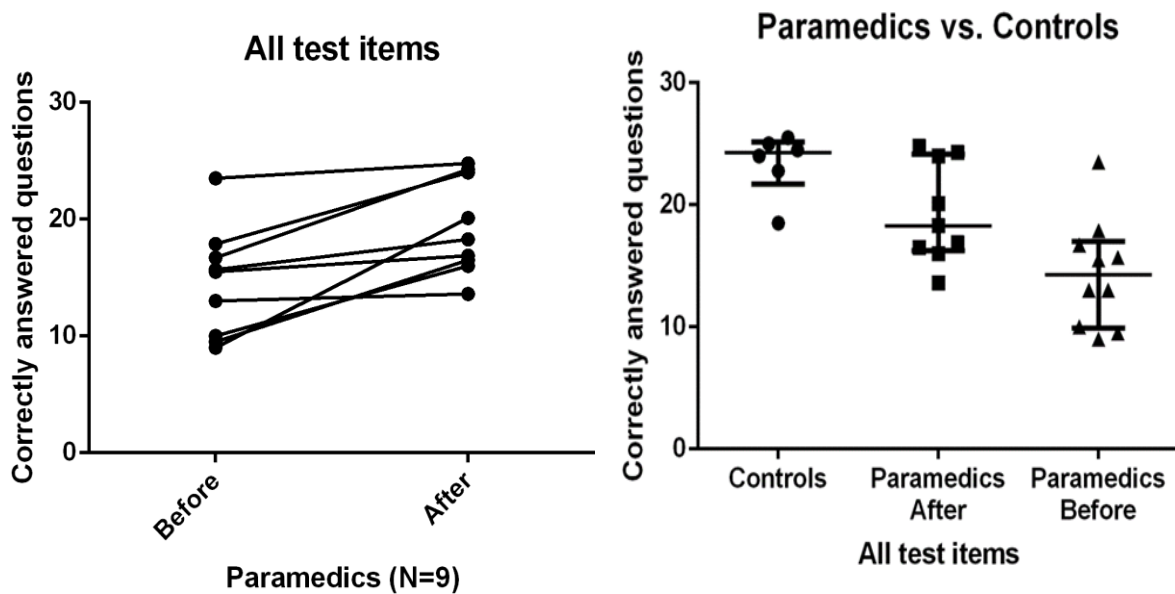 All test items
Correctly answered questions
30
20
10
0
Before
After
Paramedics (N=9)
Paramedics vs. Controls
Correctly answered questions
30
20
10
0
Controls
Paramedics
After
Paramedics
Before
All test items